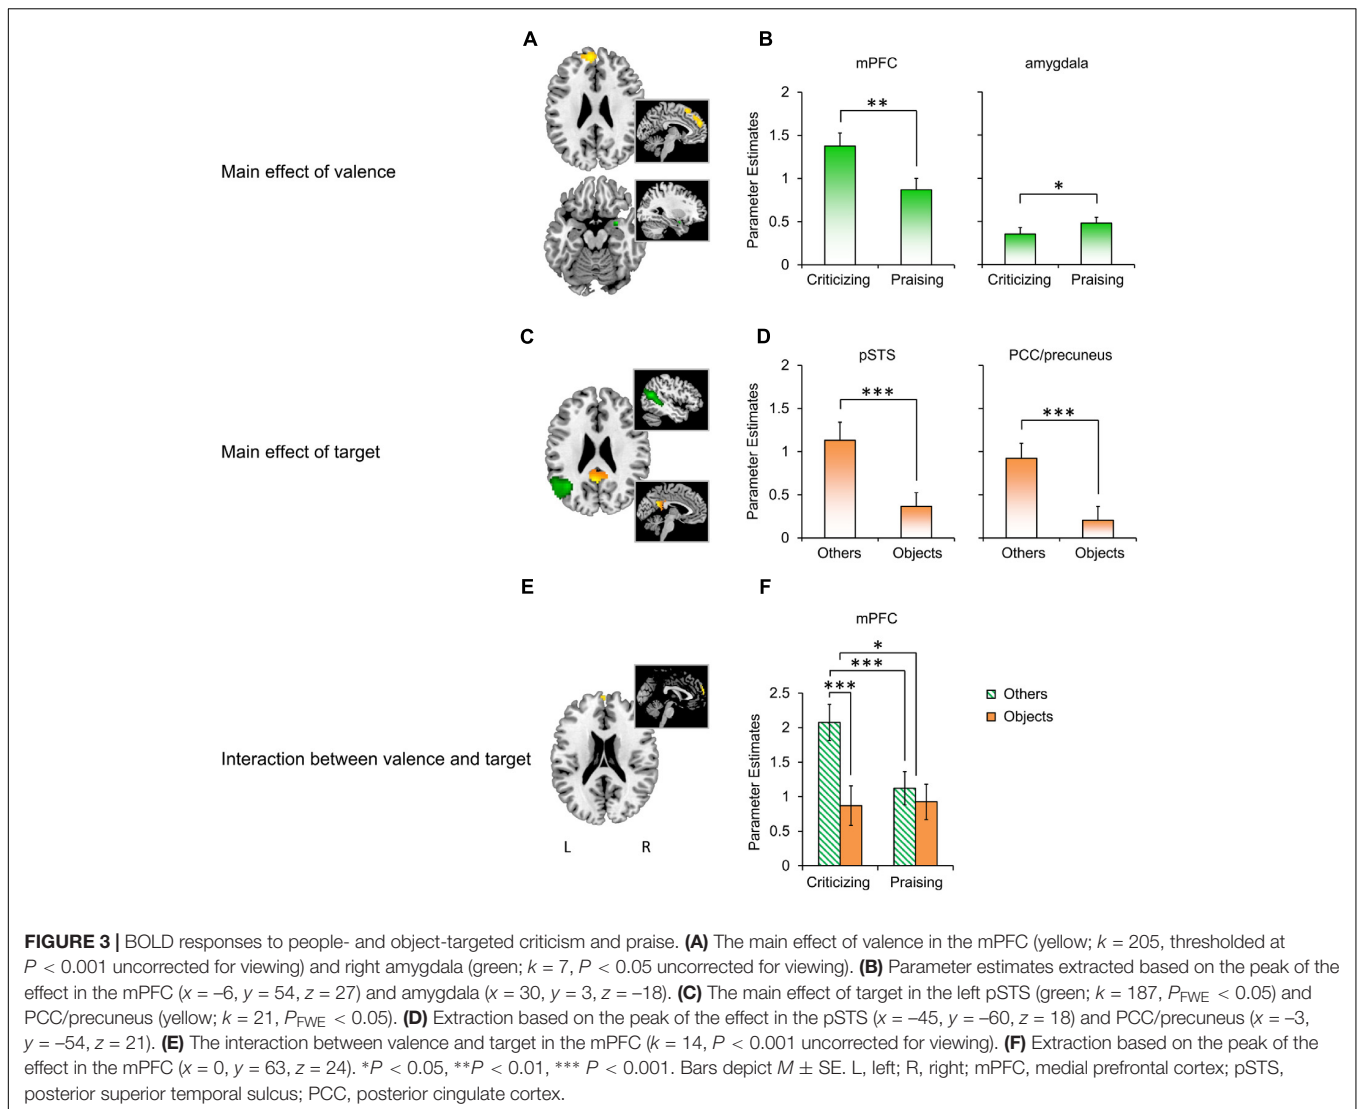 A
B
mPFC
amygdala
2
1.5
1
0.5
0
Parameter Estimates
**
*
Criticizing Praising
Criticizing Praising
Main effect of valence
C
D
pSTS
PCC/precuneus
2
1.5
1
0.5
0
Parameter Estimates
***
***
Others Objects
Others Objects
Main effect of target
E
F
mPFC
*
***
***
2.5
2
1.5
1
0.5
0
Parameter Estimates
Criticizing Praising
Others
Objects
Interaction between valence and target
L R
FIGURE 3 | BOLD responses to people- and object-targeted criticism and praise. (A) The main effect of valence in the mPFC (yellow; k = 205, thresholded at
P < 0.001 uncorrected for viewing) and right amygdala (green; k = 7, P < 0.05 uncorrected for viewing). (B) Parameter estimates extracted based on the peak of the
effect in the mPFC (x = –6, y = 54, z = 27) and amygdala (x = 30, y = 3, z = –18). (C) The main effect of target in the left pSTS (green; k = 187, PFWE < 0.05) and
PCC/precuneus (yellow; k = 21, PFWE < 0.05). (D) Extraction based on the peak of the effect in the pSTS (x = –45, y = –60, z = 18) and PCC/precuneus (x = –3,
y = –54, z = 21). (E) The interaction between valence and target in the mPFC (k = 14, P < 0.001 uncorrected for viewing). (F) Extraction based on the peak of the
effect in the mPFC (x = 0, y = 63, z = 24). *P < 0.05, **P < 0.01, *** P < 0.001. Bars depict M ± SE. L, left; R, right; mPFC, medial prefrontal cortex; pSTS,
posterior superior temporal sulcus; PCC, posterior cingulate cortex.